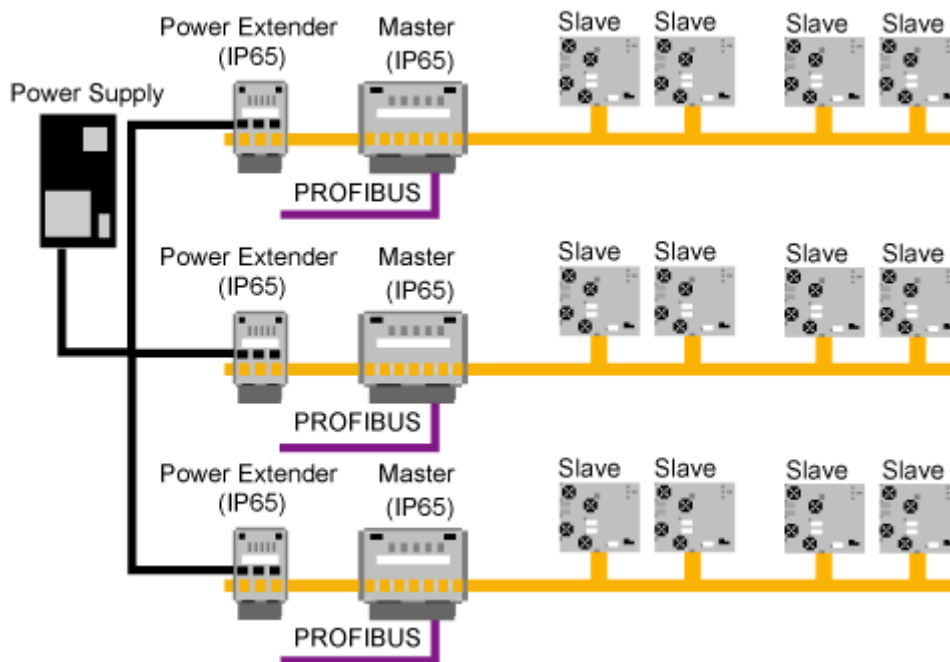 Power Extender
(IP65)
Master
(IP65)
Slave
Slave
Slave
Slave
Power Supply
PROFIBUS
Power Extender
(IP65)
Master
(IP65)
Slave
Slave
Slave
Slave
PROFIBUS
Power Extender
(IP65)
Master
(IP65)
Slave
Slave
Slave
Slave
PROFIBUS